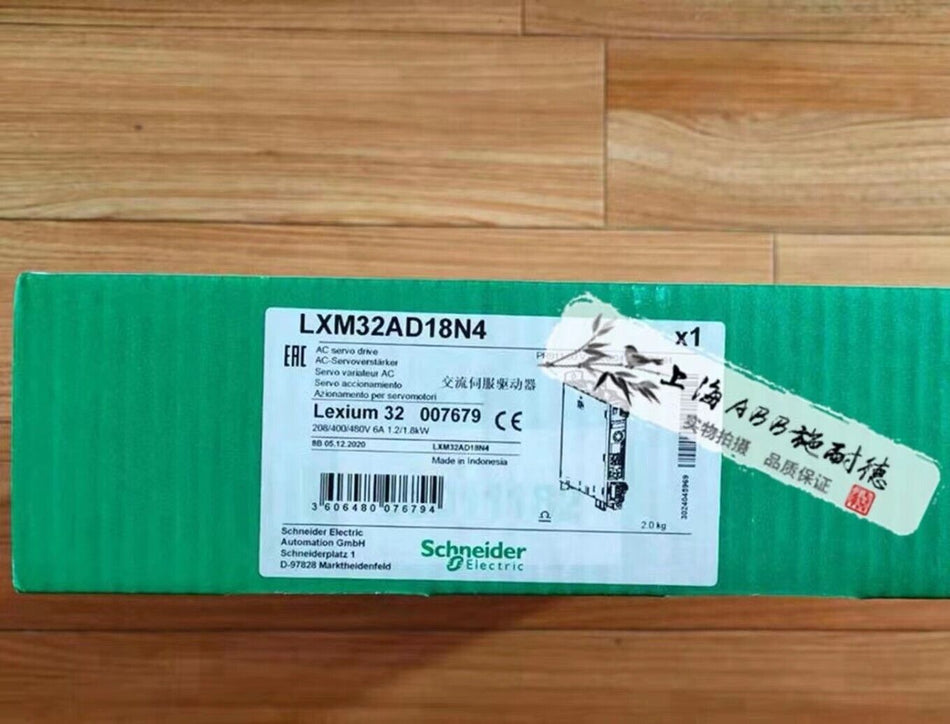 LXM32AD18N4
x1
EAC
AC servo drive
AC-Servoverstärker
Servo variateur AC
Servo accionamiento
Azionamento per servomotori
交流伺服驱动器
Lexium 32 007679 CE
208/400/480V 6A 1.2/1.8kW
8B 05.12.2020
LXM32AD18N4
Made in Indonesia
3 606480 076794
3024045969
2.0 kg
Schneider Electric
Automation GmbH
Schneiderplatz 1
D-97828 Marktheidenfeld
Schneider
Electric
上海ABB施耐德
实物拍摄 品质保证